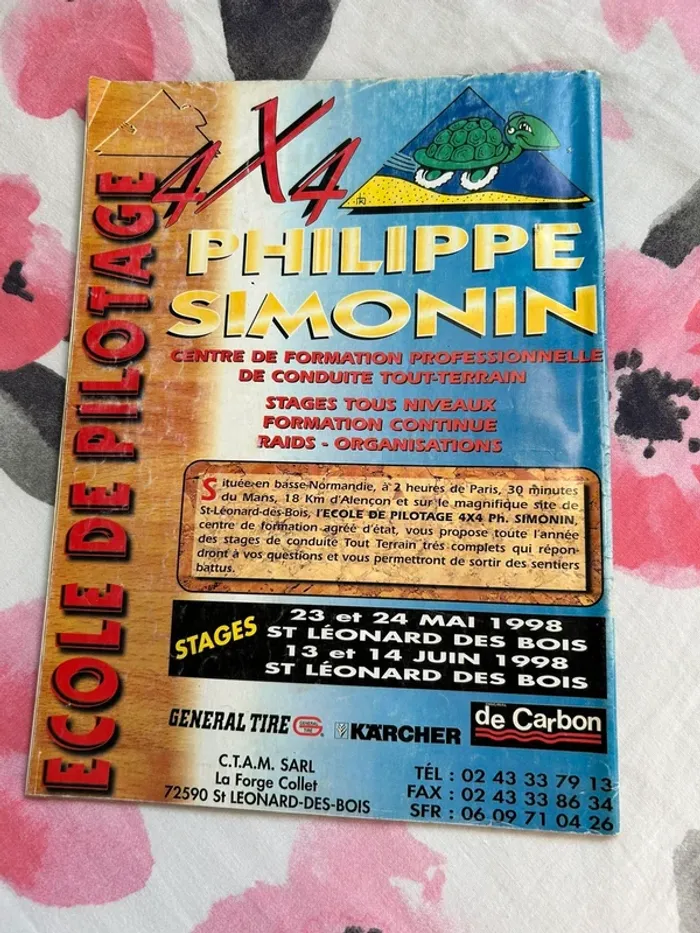 ECOLE DE PILOTAGE
4X4
PHILIPPE
SIMONIN
CENTRE DE FORMATION PROFESSIONNELLE
DE CONDUITE TOUT-TERRAIN
STAGES TOUS NIVEAUX
FORMATION CONTINUE
RAIDS - ORGANISATIONS
Située en basse-Normandie, à 2 heures de Paris, 30 minutes
du Mans, 18 Km d'Alençon et sur le magnifique site de
St-Léonard-des-Bois, l'ECOLE DE PILOTAGE 4X4 Ph. SIMONIN,
centre de formation agréé d'état, vous propose toute l'année
des stages de conduite Tout Terrain trés complets qui répon-
dront à vos questions et vous permettront de sortir des sentiers
battus.
STAGES
23 et 24 MAI 1998
ST LÉONARD DES BOIS
13 et 14 JUIN 1998
ST LÉONARD DES BOIS
GENERAL TIRE
GENERAL TIRE
KÄRCHER
de Carbon
C.T.A.M. SARL
La Forge Collet
72590 St LEONARD-DES-BOIS
TÉL : 02 43 33 79 13
FAX : 02 43 33 86 34
SFR : 06 09 71 04 26